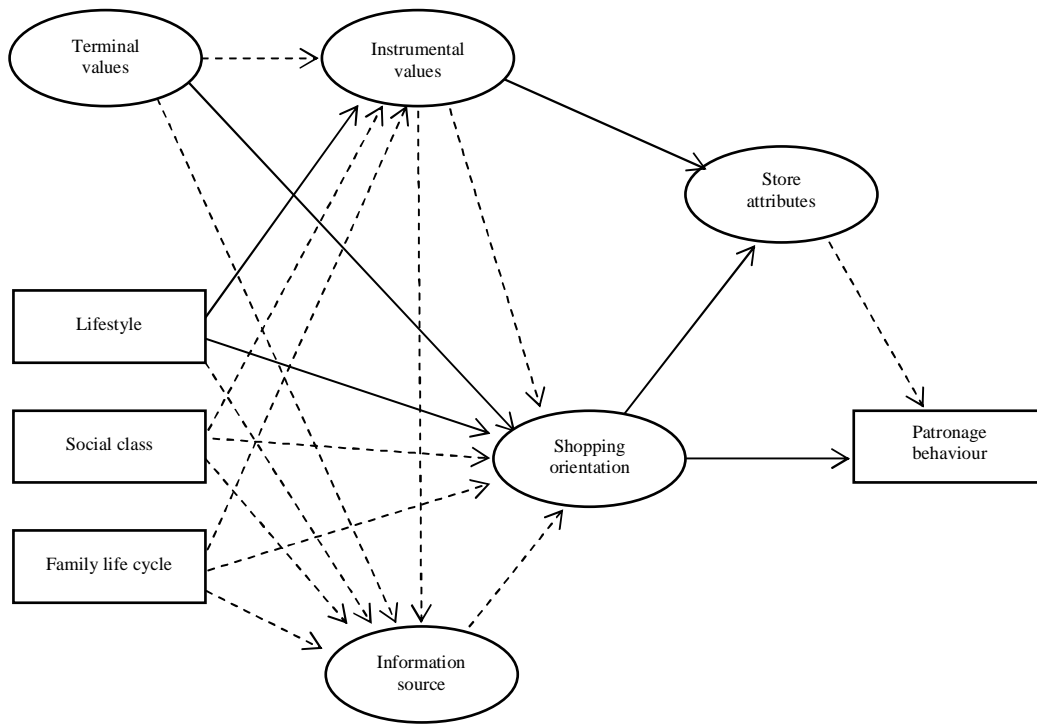 Terminal
values
Instrumental
values
Store
attributes
Lifestyle
Social class
Shopping
orientation
Patronage
behaviour
Family life cycle
Information
source